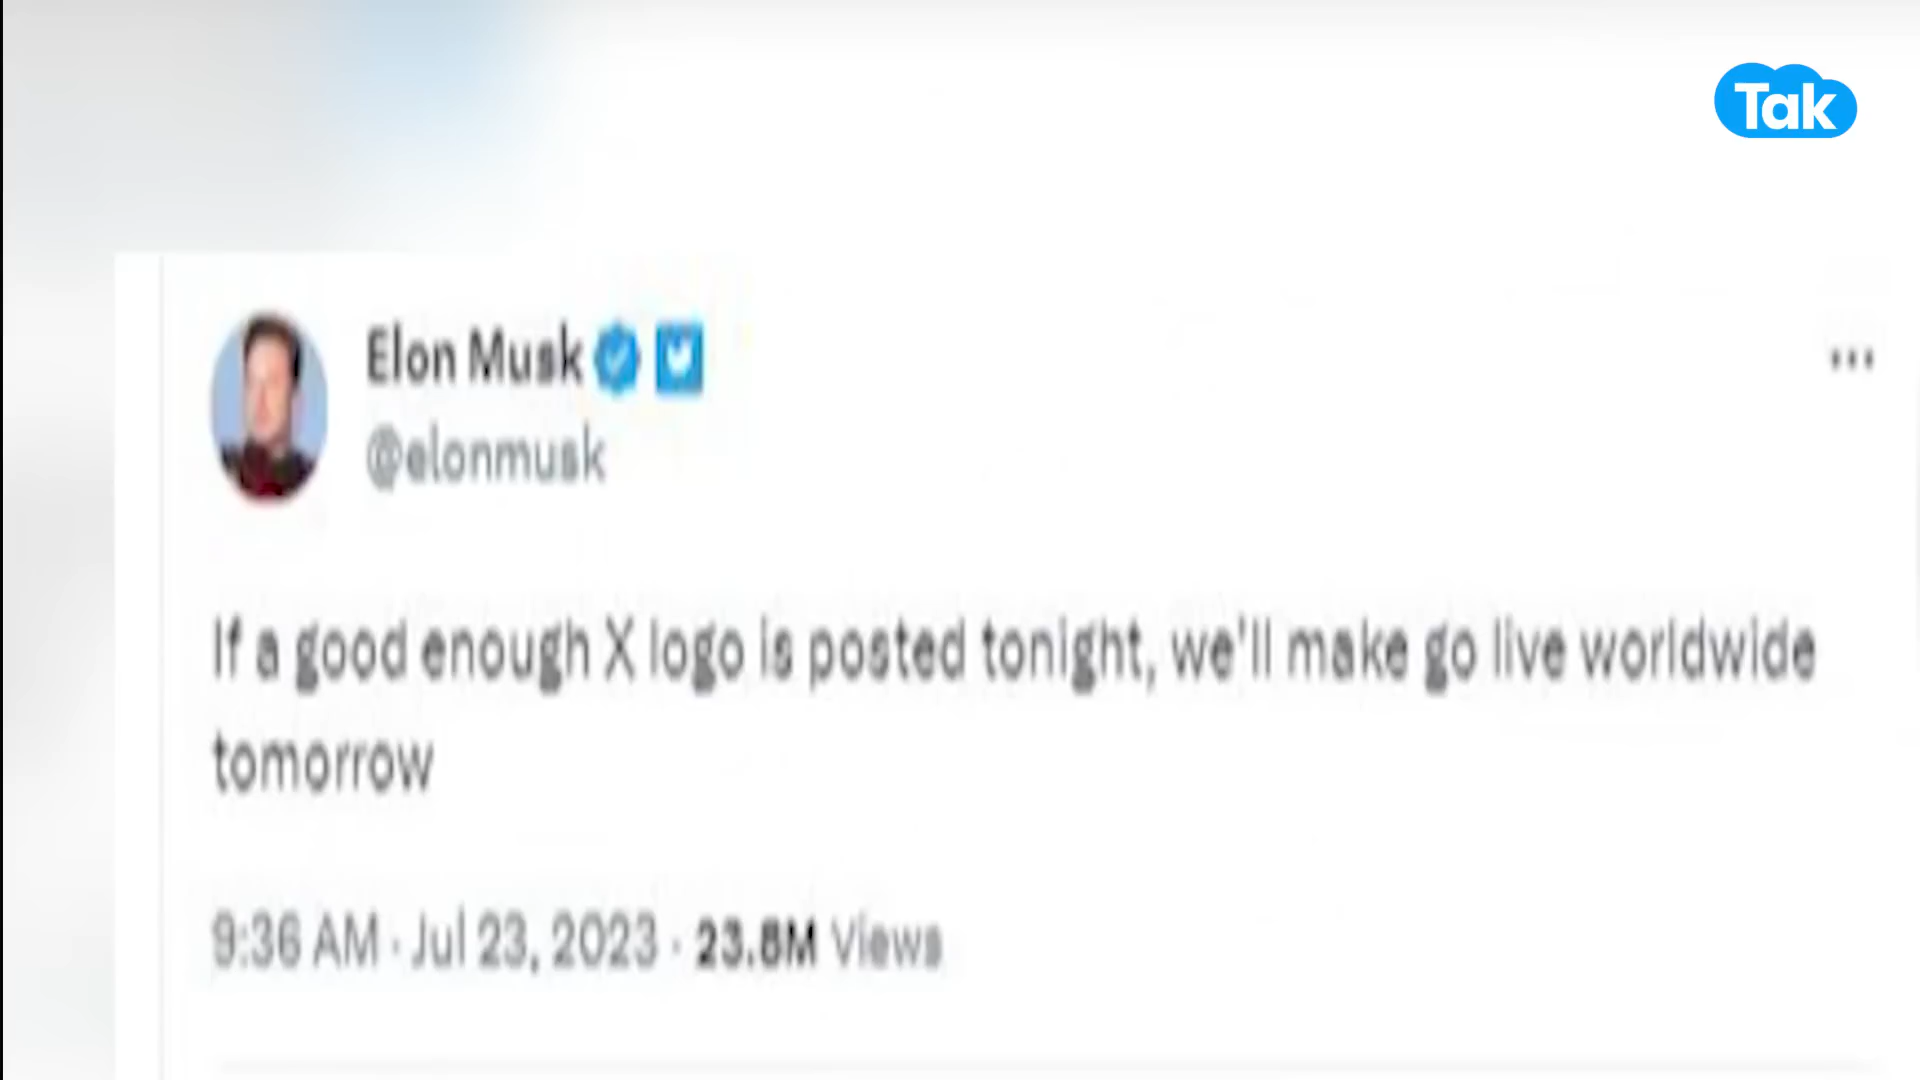 Tak
Elon Musk
@elonmusk
If a good enough X logo is posted tonight, we'll make go live worldwide
tomorrow
9:36 AM · Jul 23, 2023 · 23.8M Views